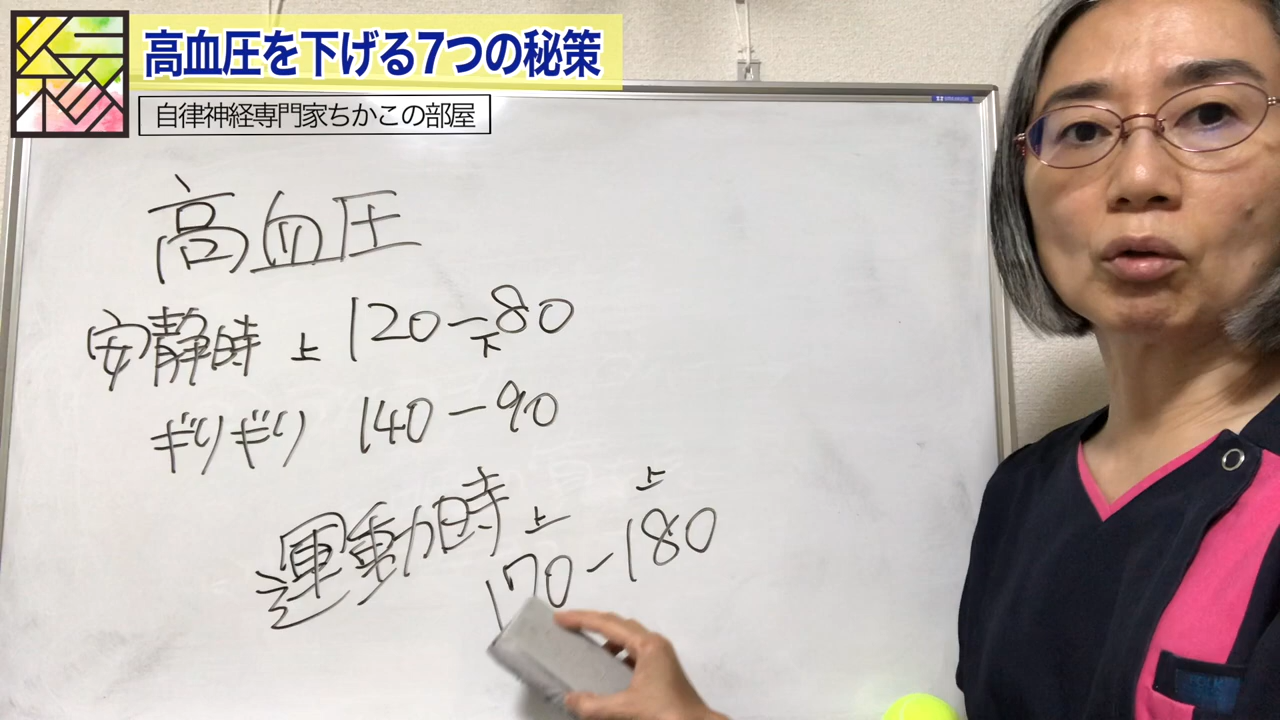 高血圧を下げる7つの秘策
自律神経専門家ちかこの部屋
高血圧
安静時 上 120-80
下
ギリギリ 140-90
運動時 上 170-上 180